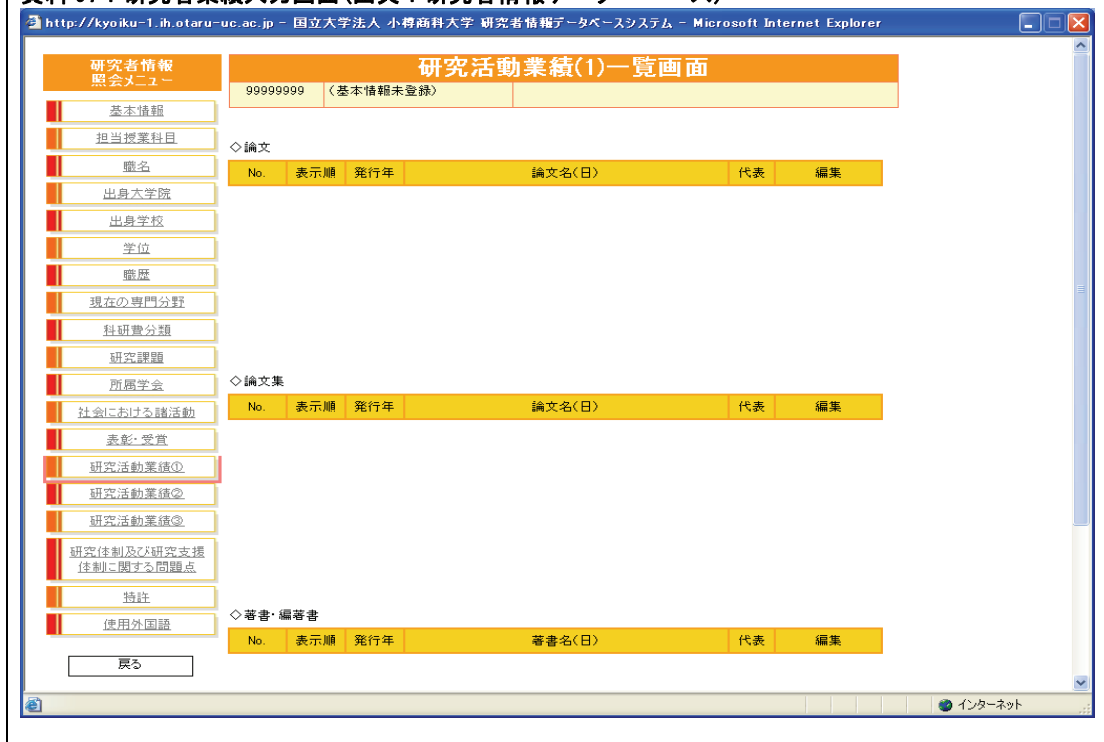 http://kyoiku-1.ih.otaru-uc.ac.jp - 国立大学法人 小樽商科大学 研究者情報データベースシステム - Microsoft Internet Explorer
研究者情報
照会メニュー
基本情報
担当授業科目
職名
出身大学院
出身学校
学位
職歴
現在の専門分野
科研費分類
研究課題
所属学会
社会における諸活動
表彰・受賞
研究活動業績①
研究活動業績②
研究活動業績③
研究体制及び研究支援
体制に関する問題点
特許
使用外国語
戻る
研究活動業績(1)一覧画面
99999999 (基本情報未登録)
◇論文
No. 表示順 発行年 論文名(日) 代表 編集
◇論文集
No. 表示順 発行年 論文名(日) 代表 編集
◇著書・編著書
No. 表示順 発行年 著書名(日) 代表 編集
インターネット